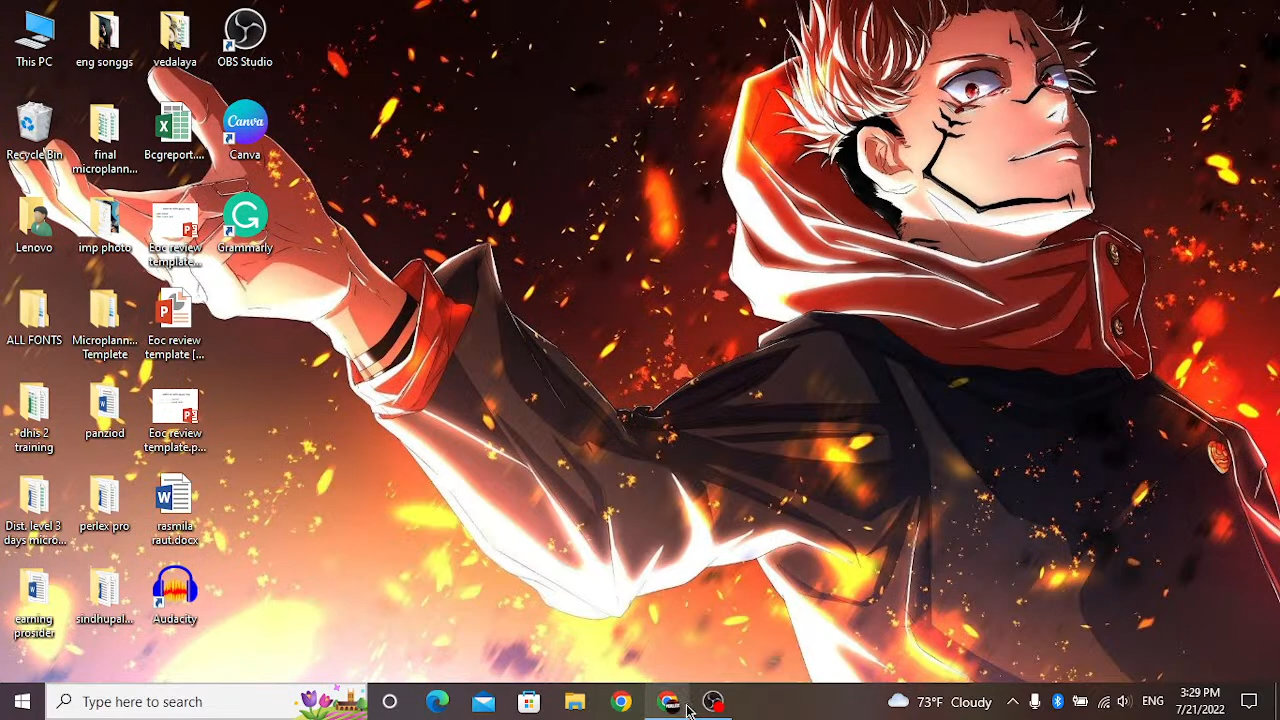 This PC
eng songgs
vedalaya
OBS Studio
Recycle Bin
final
microplann...
X
Bcgreport....
Canva
Canva
Lenovo
imp photo
Eoc review
template...
G
Grammarly
ALL FONTS
Microplann...
Templete
P
Eoc review
template [...
dhis 2
training
panziod
Eoc review
template.p...
Dist. level 3
days micro...
perlex pro
W
rasmila
raut.docx
earning
prosider
sindhupal...
Audacity
Type here to search
73°F Cloudy
ENG
3:29 PM
7/21/2022